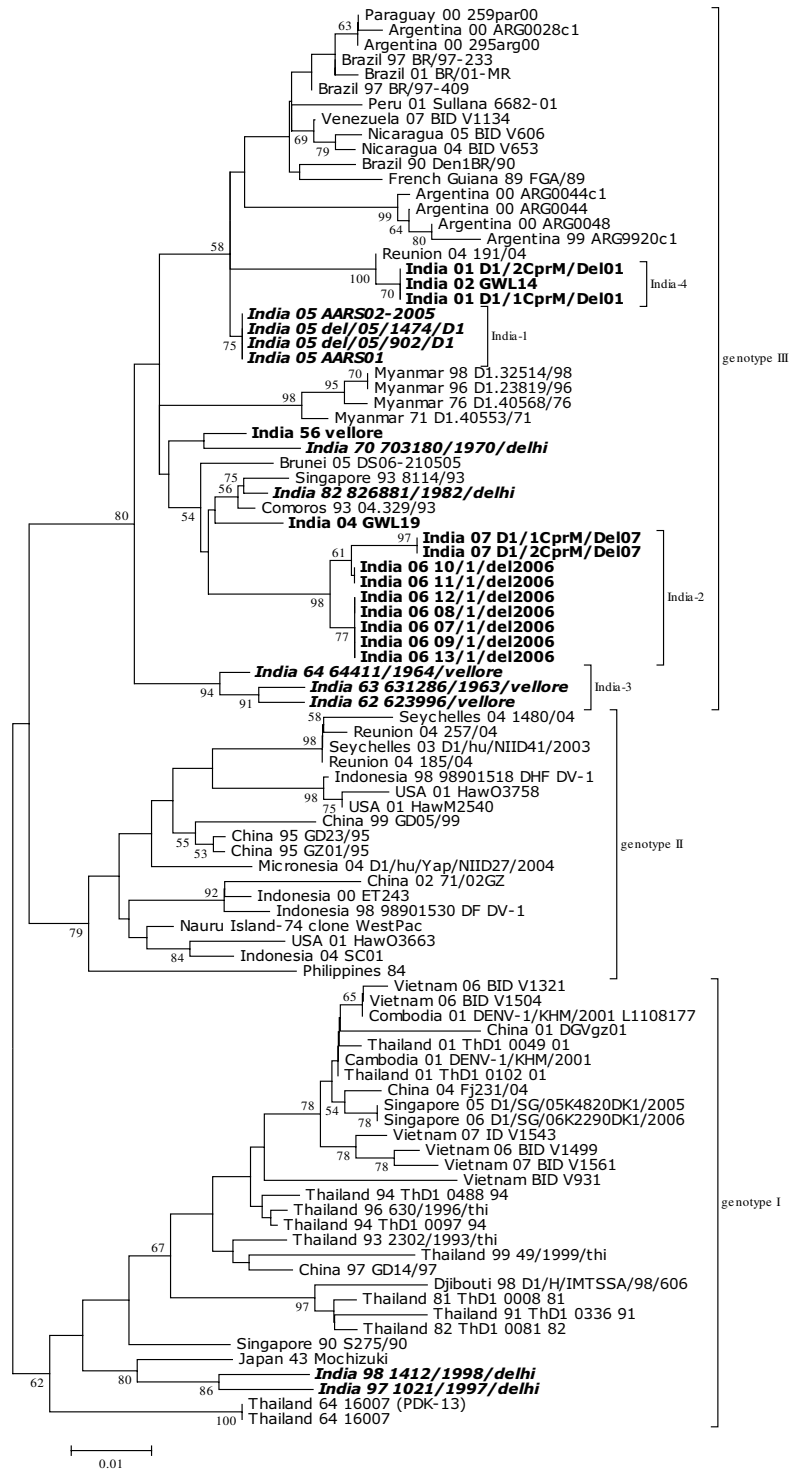 Paraguay 00 259par00
63
Argentina 00 ARG0028c1
Argentina 00 295arg00
Brazil 97 BR/97-233
Brazil 01 BR/01-MR
Brazil 97 BR/97-409
Peru 01 Sullana 6682-01
Venezuela 07 BID V1134
69
Nicaragua 05 BID V606
79
Nicaragua 04 BID V653
Brazil 90 Den1BR/90
French Guiana 89 FGA/89
Argentina 00 ARG0044c1
99
Argentina 00 ARG0044
64
Argentina 00 ARG0048
80
Argentina 99 ARG9920c1
58
Reunion 04 191/04
100
India 01 D1/2CprM/Del01
India 02 GWL14
India-4
70
India 01 D1/1CprM/Del01
India 05 AARS02-2005
India 05 del/05/1474/D1
India-1
India 05 del/05/902/D1
75
India 05 AARS01
genotype III
70
Myanmar 98 D1.32514/98
95
Myanmar 96 D1.23819/96
98
Myanmar 76 D1.40568/76
Myanmar 71 D1.40553/71
India 56 vellore
India 70 703180/1970/delhi
Brunei 05 DS06-210505
75
Singapore 93 8114/93
56
India 82 826881/1982/delhi
Comoros 93 04.329/93
80
54
India 04 GWL19
97
India 07 D1/1CprM/Del07
India 07 D1/2CprM/Del07
61
India 06 10/1/del2006
India 06 11/1/del2006
98
India 06 12/1/del2006
India-2
India 06 08/1/del2006
India 06 07/1/del2006
77
India 06 09/1/del2006
India 06 13/1/del2006
India 64 64411/1964/vellore
94
India 63 631286/1963/vellore
India-3
91
India 62 623996/vellore
58
Seychelles 04 1480/04
Reunion 04 257/04
98
Seychelles 03 D1/hu/NIID41/2003
Reunion 04 185/04
Indonesia 98 98901518 DHF DV-1
98
USA 01 HawO3758
75
USA 01 HawM2540
China 99 GD05/99
55
China 95 GD23/95
genotype II
53
China 95 GZ01/95
Micronesia 04 D1/hu/Yap/NIID27/2004
China 02 71/02GZ
92
Indonesia 00 ET243
Indonesia 98 98901530 DF DV-1
Nauru Island-74 clone WestPac
79
USA 01 HawO3663
84
Indonesia 04 SC01
Philippines 84
Vietnam 06 BID V1321
65
Vietnam 06 BID V1504
Combodia 01 DENV-1/KHM/2001 L1108177
China 01 DGVgz01
Thailand 01 ThD1 0049 01
Cambodia 01 DENV-1/KHM/2001
Thailand 01 ThD1 0102 01
China 04 Fj231/04
78
54
Singapore 05 D1/SG/05K4820DK1/2005
78
Singapore 06 D1/SG/06K2290DK1/2006
Vietnam 07 ID V1543
78
Vietnam 06 BID V1499
78
Vietnam 07 BID V1561
Vietnam BID V931
Thailand 94 ThD1 0488 94
genotype I
Thailand 96 630/1996/thi
Thailand 94 ThD1 0097 94
Thailand 93 2302/1993/thi
67
Thailand 99 49/1999/thi
China 97 GD14/97
Djibouti 98 D1/H/IMTSSA/98/606
97
Thailand 81 ThD1 0008 81
Thailand 91 ThD1 0336 91
Thailand 82 ThD1 0081 82
Singapore 90 S275/90
Japan 43 Mochizuki
80
India 98 1412/1998/delhi
62
86
India 97 1021/1997/delhi
Thailand 64 16007 (PDK-13)
100
Thailand 64 16007
0.01